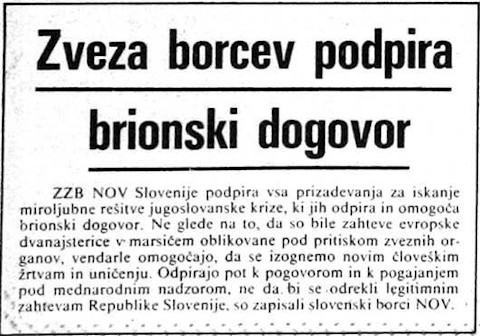 Zveza borcev podpira
brionski dogovor
ZZB NOV Slovenije podpira vsa prizadevanja za iskanje
miroljubne rešitve jugoslovanske krize, ki jih odpira in omogoča
brionski dogovor. Ne glede na to, da so bile zahteve evropske
dvanajsterice v marsičem oblikovane pod pritiskom zveznih or-
ganov, vendarle omogočajo, da se izognemo novim človeškim
žrtvam in uničenju. Odpirajo pot k pogovorom in k pogajanjem
pod mednarodnim nadzorom, ne da bi se odrekli legitimnim
zahtevam Republike Slovenije, so zapisali slovenski borci NOV.